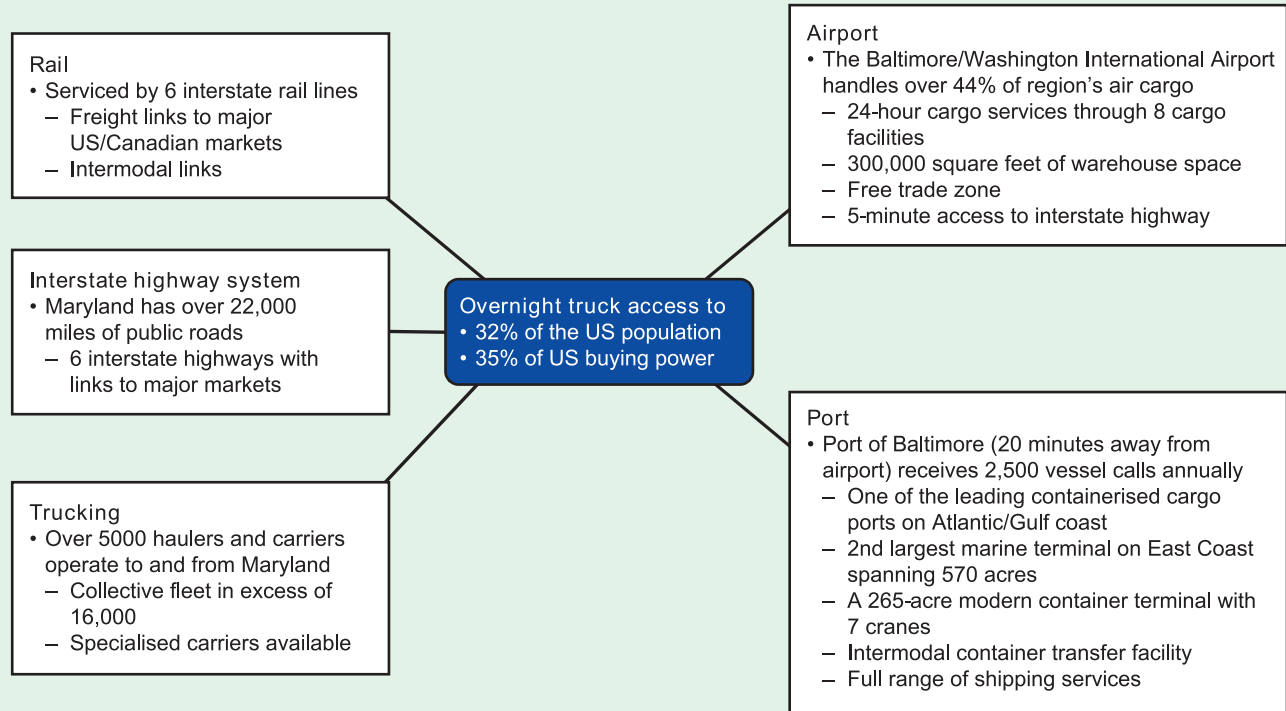 Rail
• Serviced by 6 interstate rail lines
– Freight links to major
US/Canadian markets
– Intermodal links
Interstate highway system
• Maryland has over 22,000
miles of public roads
– 6 interstate highways with
links to major markets
Trucking
• Over 5000 haulers and carriers
operate to and from Maryland
– Collective fleet in excess of
16,000
– Specialised carriers available
Overnight truck access to
• 32% of the US population
• 35% of US buying power
Airport
• The Baltimore/Washington International Airport
handles over 44% of region's air cargo
– 24-hour cargo services through 8 cargo
facilities
– 300,000 square feet of warehouse space
– Free trade zone
– 5-minute access to interstate highway
Port
• Port of Baltimore (20 minutes away from
airport) receives 2,500 vessel calls annually
– One of the leading containerised cargo
ports on Atlantic/Gulf coast
– 2nd largest marine terminal on East Coast
spanning 570 acres
– A 265-acre modern container terminal with
7 cranes
– Intermodal container transfer facility
– Full range of shipping services